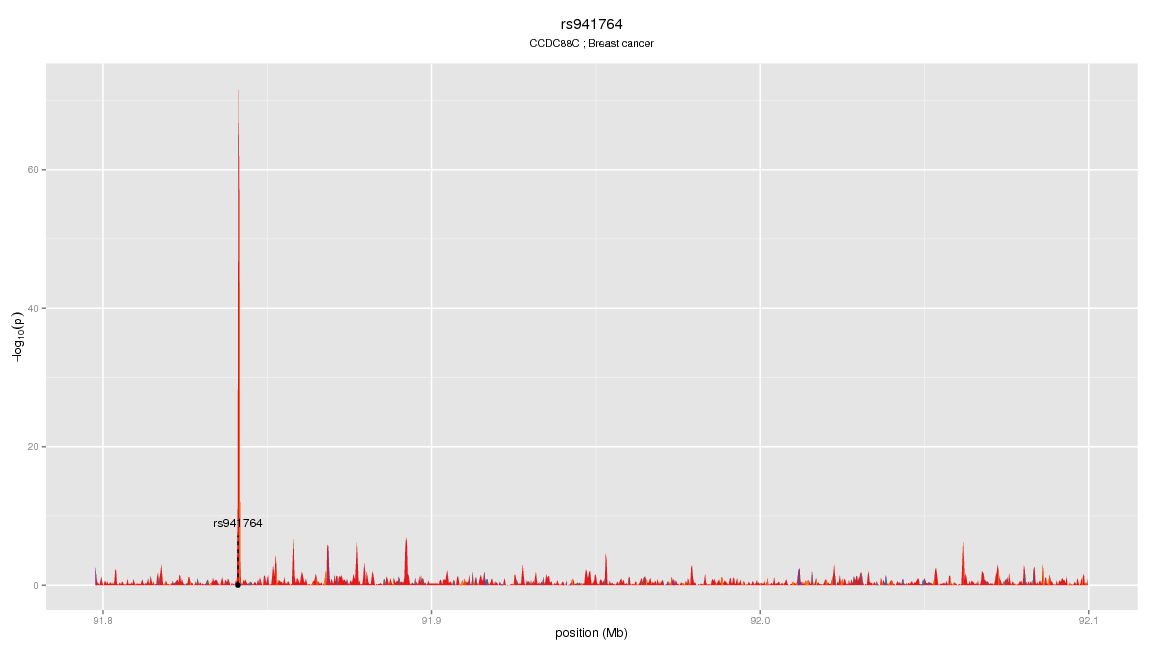 rs941764
CCDC88C ; Breast cancer
60
40
20
0
−log10(p)
rs941764
91.8 91.9 92.0 92.1
position (Mb)